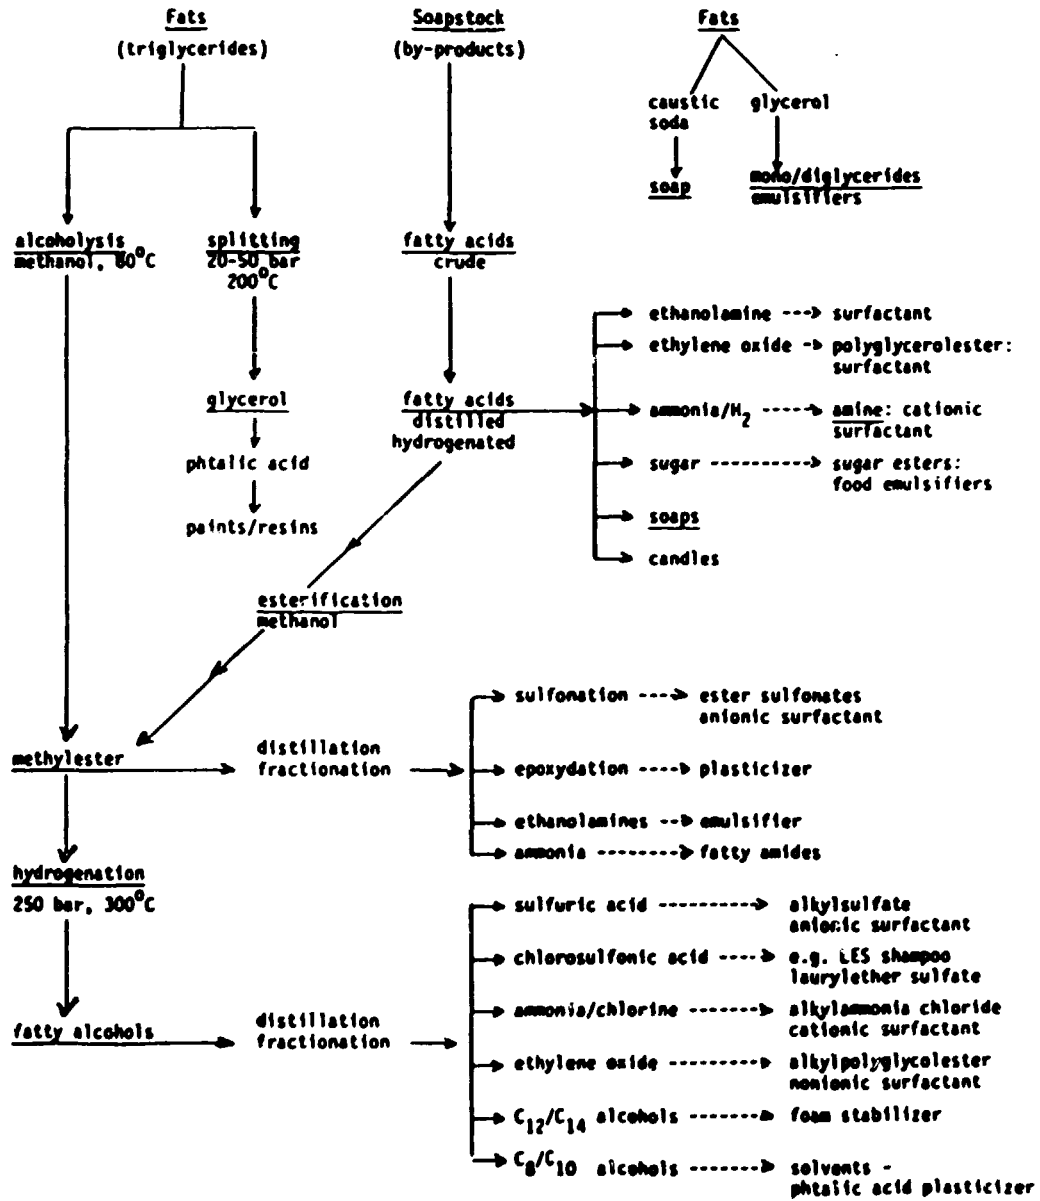 Fats
(triglycerides)
Soapstock
(by-products)
Fats
caustic
soda
glycerol
soap
mono/diglycerides
emulsifiers
alcoholysis
methanol, 80°C
splitting
20-50 bar
200°C
fatty acids
crude
glycerol
phtalic acid
paints/resins
fatty acids
distilled
hydrogenated
ethanolamine ---> surfactant
ethylene oxide -> polyglycerolester:
surfactant
ammonia/H2 -----> amine: cationic
surfactant
sugar ---------> sugar esters:
food emulsifiers
soaps
candles
esterification
methanol
methylester
distillation
fractionation
sulfonation ----> ester sulfonates
anionic surfactant
epoxydation ----> plasticizer
ethanolamines --> emulsifier
ammonia --------> fatty amides
hydrogenation
250 bar, 300°C
fatty alcohols
distillation
fractionation
sulfuric acid ---------> alkylsulfate
anionic surfactant
chlorosulfonic acid ----> e.g. LES shampoo
laurylether sulfate
ammonia/chlorine -------> alkylammonia chloride
cationic surfactant
ethylene oxide --------> alkylpolyglycolester
nonionic surfactant
C12/C14 alcohols -------> foam stabilizer
C8/C10 alcohols -------> solvents -
phtalic acid plasticizer